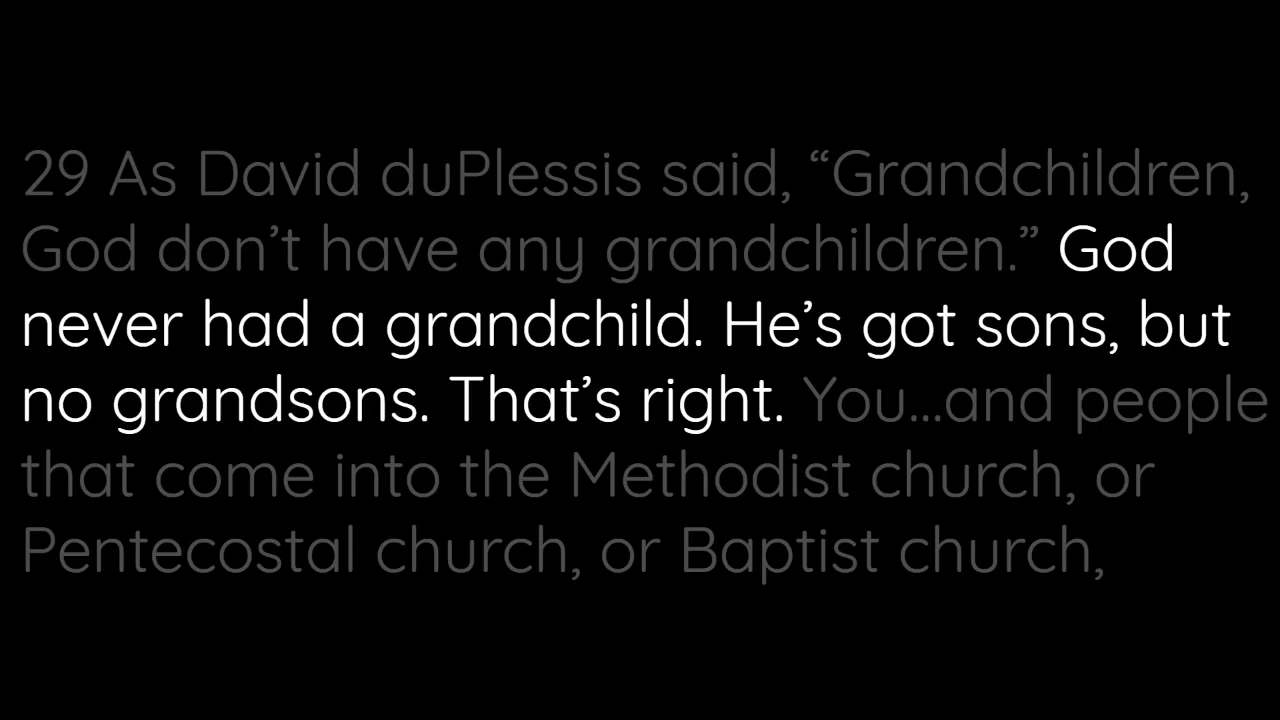 29 As David duPlessis said, “Grandchildren,
God don’t have any grandchildren.” God
never had a grandchild. He’s got sons, but
no grandsons. That’s right. You...and people
that come into the Methodist church, or
Pentecostal church, or Baptist church,